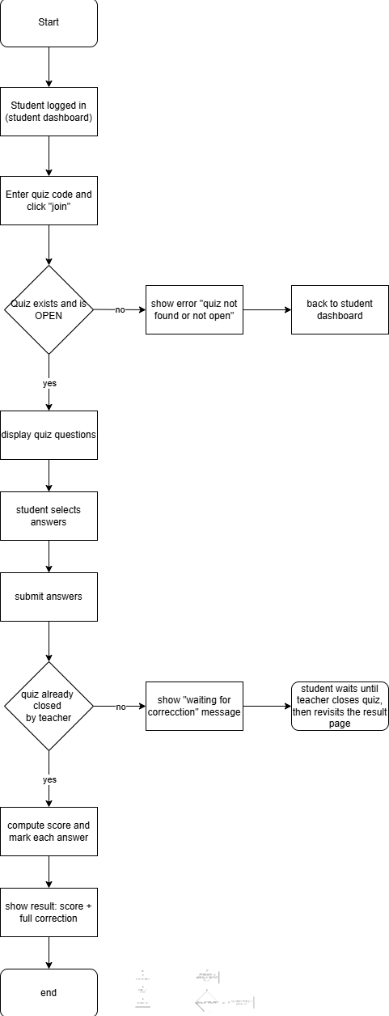 Start
Student logged in
(student dashboard)
Enter quiz code and
click "join"
Quiz exists and is
OPEN
no
show error "quiz not
found or not open"
back to student
dashboard
yes
display quiz questions
student selects
answers
submit answers
quiz already
closed
by teacher
no
show "waiting for
correcction" message
student waits until
teacher closes quiz,
then revisits the result
page
yes
compute score and
mark each answer
show result: score +
full correction
end